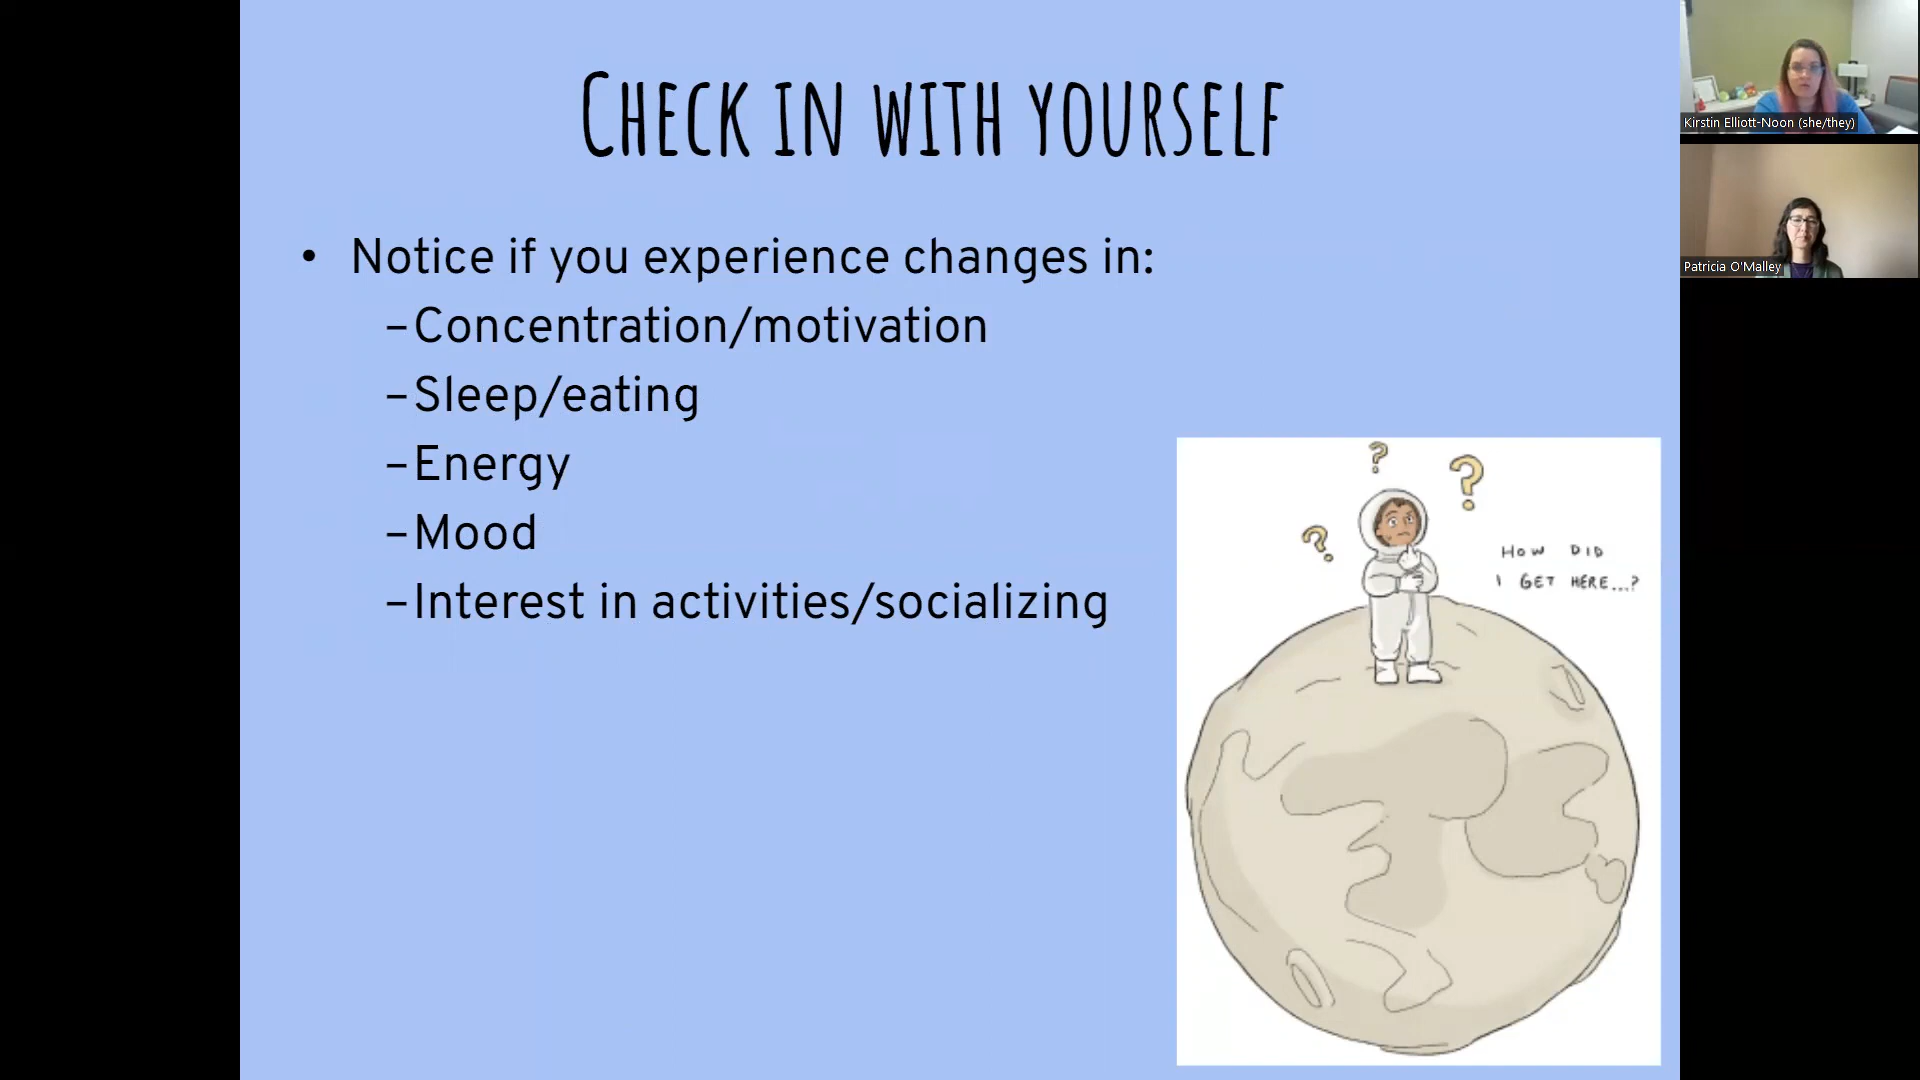 Check in with yourself
• Notice if you experience changes in:
–Concentration/motivation
–Sleep/eating
–Energy
–Mood
–Interest in activities/socializing
? ?
?
HOW DID
I GET HERE...?
Kirstin Elliott-Noon (she/they)
Patricia O'Malley